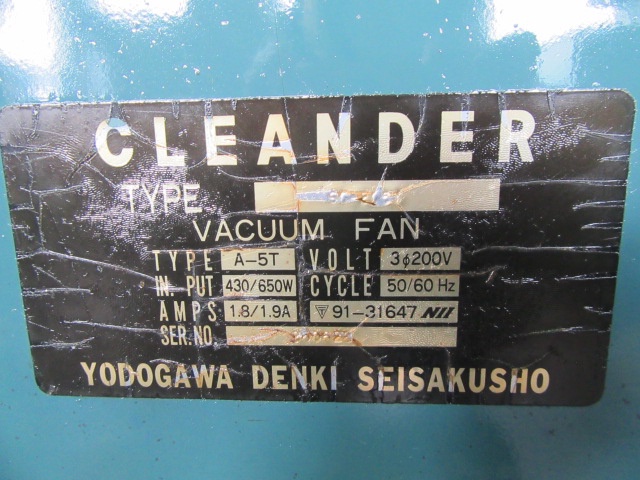 CLEANDER
TYPE
VACUUM FAN
TYPE A-5T VOLT 3φ200V
IN. PUT 430/650W CYCLE 50/60 Hz
AMPS 1.8/1.9A 91-31647
SER.NO.
YODOGAWA DENKI SEISAKUSHO